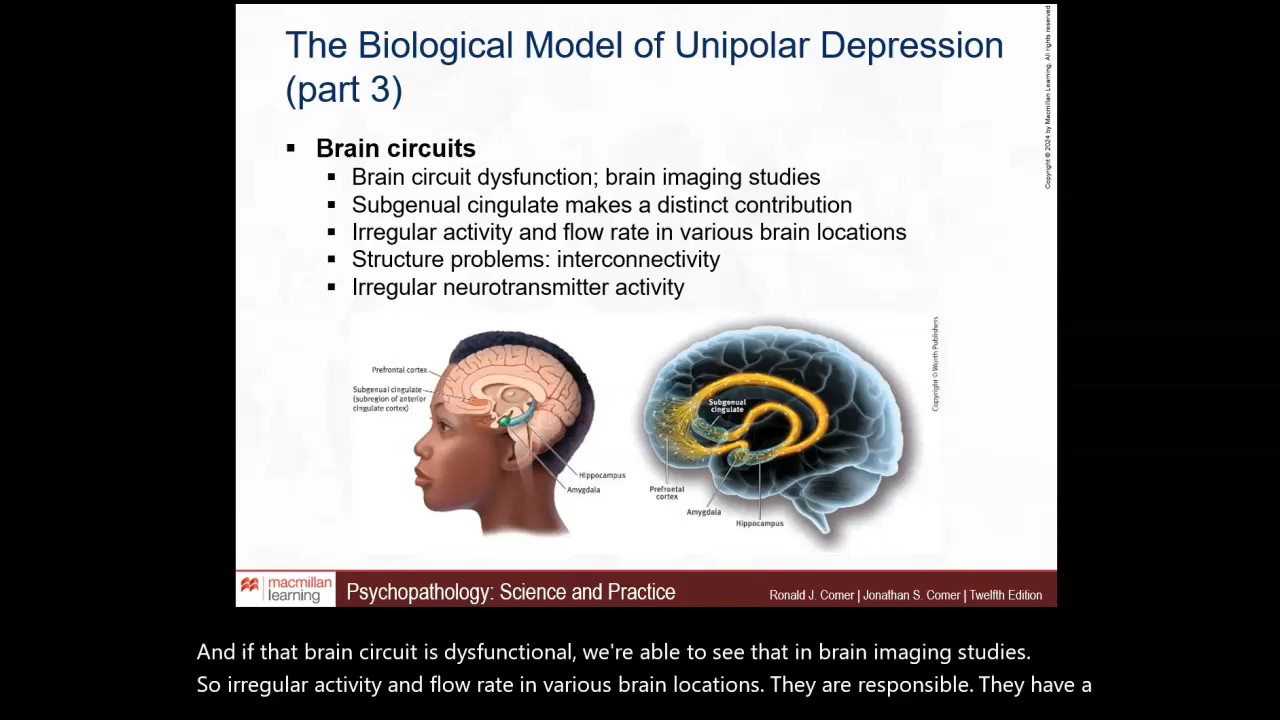 The Biological Model of Unipolar Depression
(part 3)
Copyright © 2024 by Macmillan Learning. All rights reserved
▪ Brain circuits
▪ Brain circuit dysfunction; brain imaging studies
▪ Subgenual cingulate makes a distinct contribution
▪ Irregular activity and flow rate in various brain locations
▪ Structure problems: interconnectivity
▪ Irregular neurotransmitter activity
Prefrontal cortex
Subgenual cingulate
(subregion of anterior
cingulate cortex)
Hippocampus
Amygdala
Subgenual
cingulate
Prefrontal
cortex
Amygdala
Hippocampus
Copyright © Worth Publishers
macmillan
learning
Psychopathology: Science and Practice
Ronald J. Comer | Jonathan S. Comer | Twelfth Edition
And if that brain circuit is dysfunctional, we're able to see that in brain imaging studies.
So irregular activity and flow rate in various brain locations. They are responsible. They have a